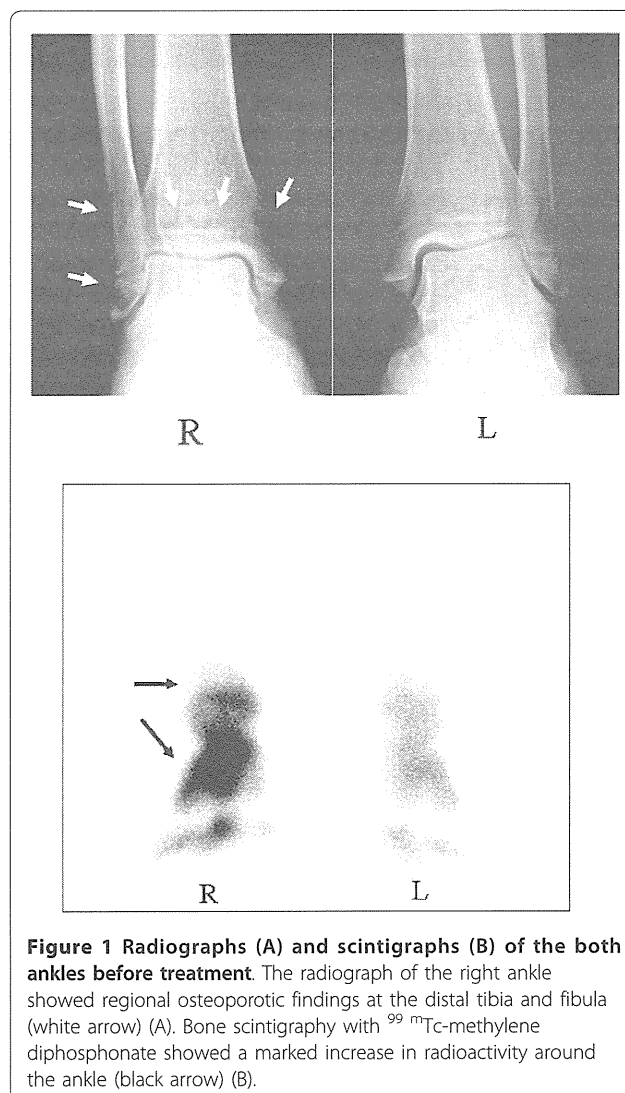 R L
R L
Figure 1 Radiographs (A) and scintigraphs (B) of the both
ankles before treatment. The radiograph of the right ankle
showed regional osteoporotic findings at the distal tibia and fibula
(white arrow) (A). Bone scintigraphy with ⁹⁹ ᵐTc-methylene
diphosphonate showed a marked increase in radioactivity around
the ankle (black arrow) (B).